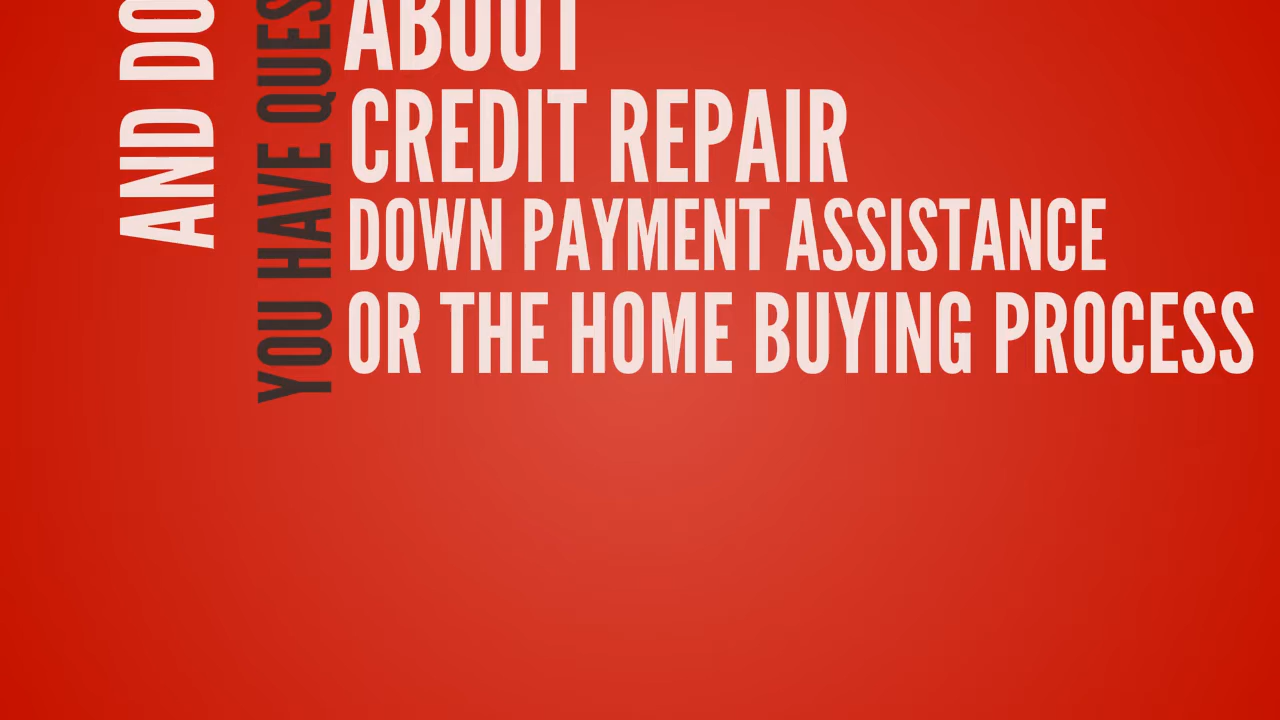 AND DO
YOU HAVE QUES
ABOUT
CREDIT REPAIR
DOWN PAYMENT ASSISTANCE
OR THE HOME BUYING PROCESS